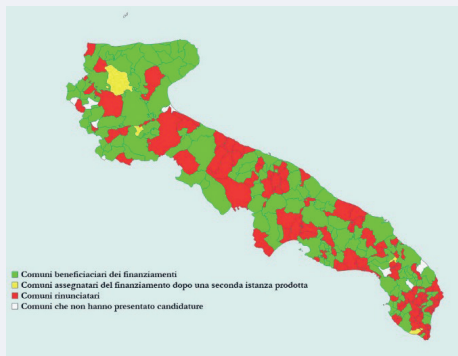 Comuni beneficiaciari dei finanziamenti
Comuni assegnatari del finanziamento dopo una seconda istanza prodotta
Comuni rinunciatari
Comuni che non hanno presentato candidature